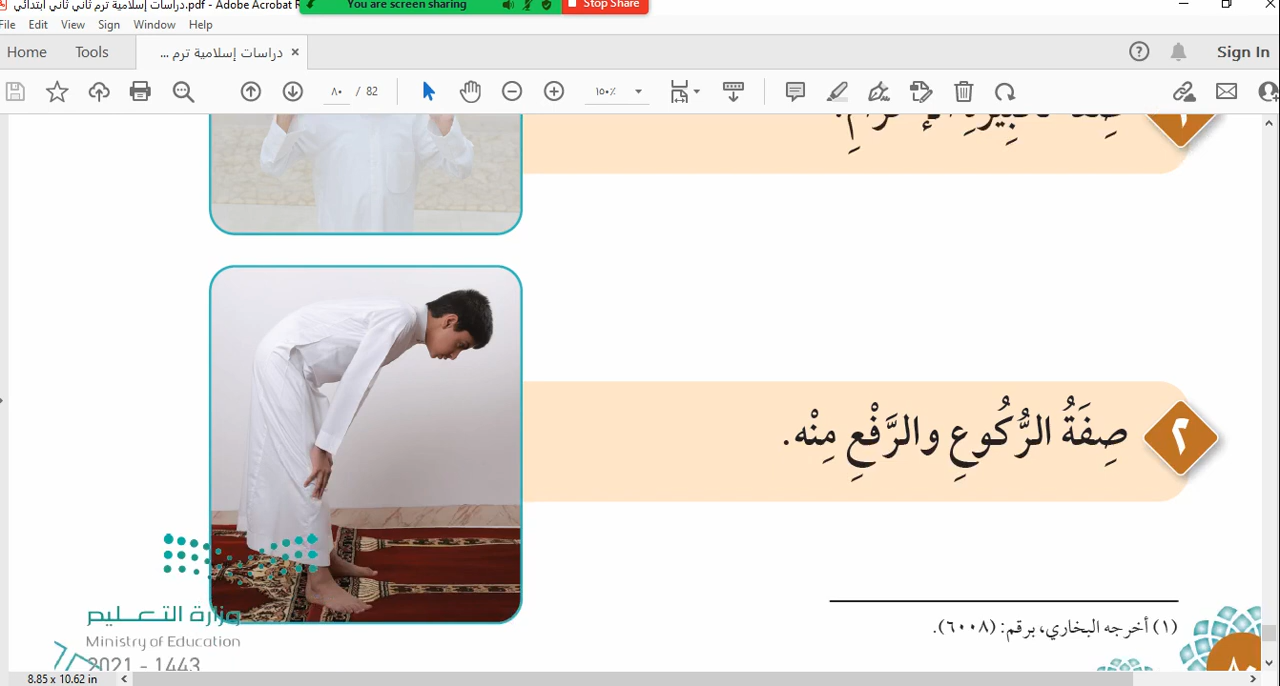 دراسات إسلامية ترم ثاني ثاني ابتدائي.pdf - Adobe Acrobat R
You are screen sharing
Stop Share
File Edit View Sign Window Help
Home Tools
دراسات إسلامية ترم ... ×
Sign In
٨٠ / 82
١٥٠٪
صِفَةُ الرُّكُوعِ والرَّفْعِ مِنْه.
٢
(١) أخرجه البخاري، برقم: (٦٠٠٨).
وزارة التعليم
Ministry of Education
2021 - 1443
٨٠
8.85 x 10.62 in